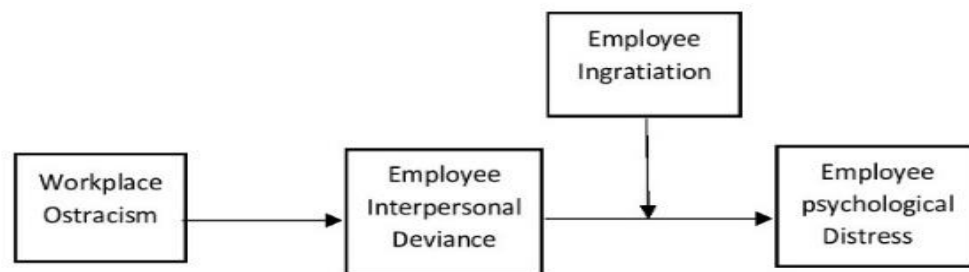 Employee
Ingratiation
Workplace
Ostracism
Employee
Interpersonal
Deviance
Employee
psychological
Distress